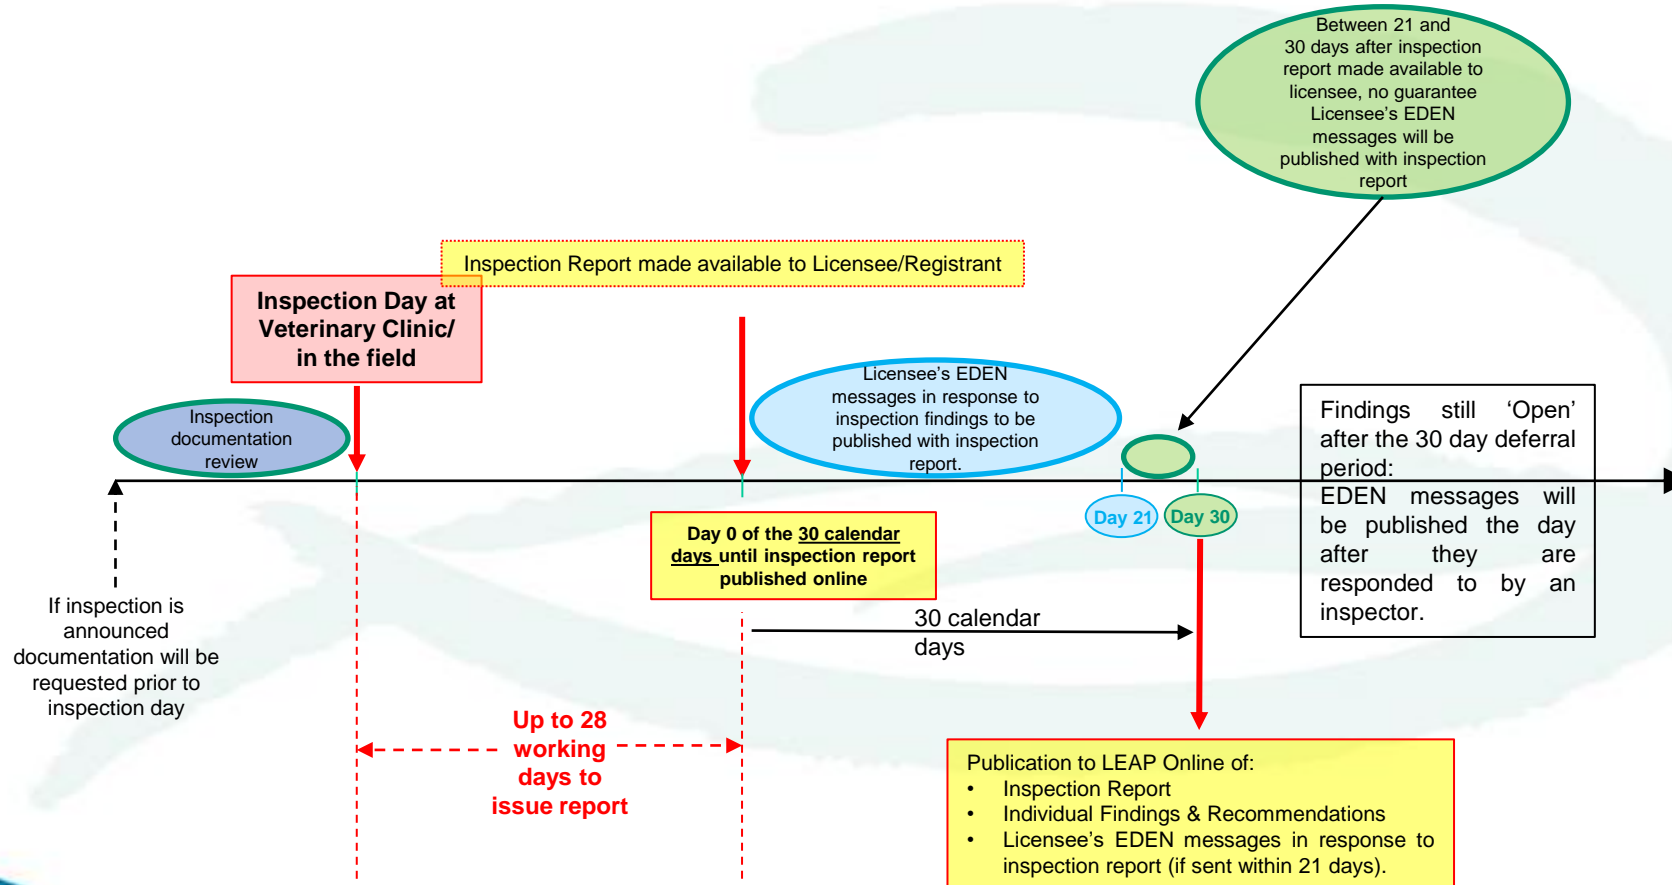 Between 21 and
30 days after inspection
report made available to
licensee, no guarantee
Licensee’s EDEN
messages will be
published with inspection
report
Inspection Report made available to Licensee/Registrant
Inspection Day at
Veterinary Clinic/
in the field
Inspection
documentation
review
Licensee’s EDEN
messages in response to
inspection findings to be
published with inspection
report.
Findings still ‘Open’
after the 30 day deferral
period:
EDEN messages will
be published the day
after they are
responded to by an
inspector.
Day 21
Day 30
Day 0 of the 30 calendar
days until inspection report
published online
If inspection is
announced
documentation will be
requested prior to
inspection day
30 calendar
days
Up to 28
working
days to
issue report
Publication to LEAP Online of:
• Inspection Report
• Individual Findings & Recommendations
• Licensee’s EDEN messages in response to
inspection report (if sent within 21 days).